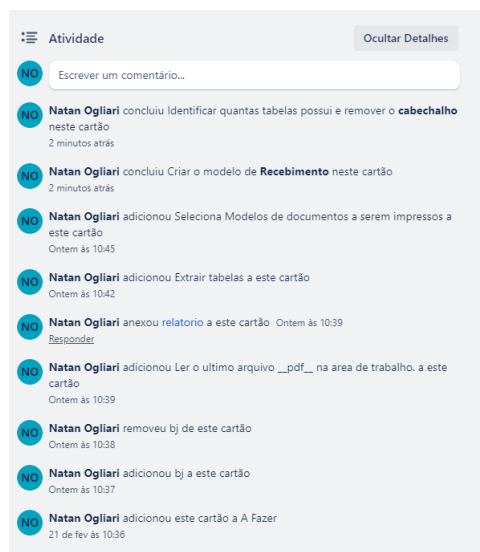 Atividade
Ocultar Detalhes
NO
Escrever um comentário...
NO
Natan Ogliari concluiu Identificar quantas tabelas possui e remover o cabechalho
neste cartão
2 minutos atrás
NO
Natan Ogliari concluiu Criar o modelo de Recebimento neste cartão
2 minutos atrás
NO
Natan Ogliari adicionou Seleciona Modelos de documentos a serem impressos a
este cartão
Ontem às 10:45
NO
Natan Ogliari adicionou Extrair tabelas a este cartão
Ontem às 10:42
NO
Natan Ogliari anexou relatorio a este cartão Ontem às 10:39
Responder
NO
Natan Ogliari adicionou Ler o ultimo arquivo __pdf__ na area de trabalho. a este
cartão
Ontem às 10:39
NO
Natan Ogliari removeu bj de este cartão
Ontem às 10:38
NO
Natan Ogliari adicionou bj a este cartão
Ontem às 10:37
NO
Natan Ogliari adicionou este cartão a A Fazer
21 de fev às 10:36